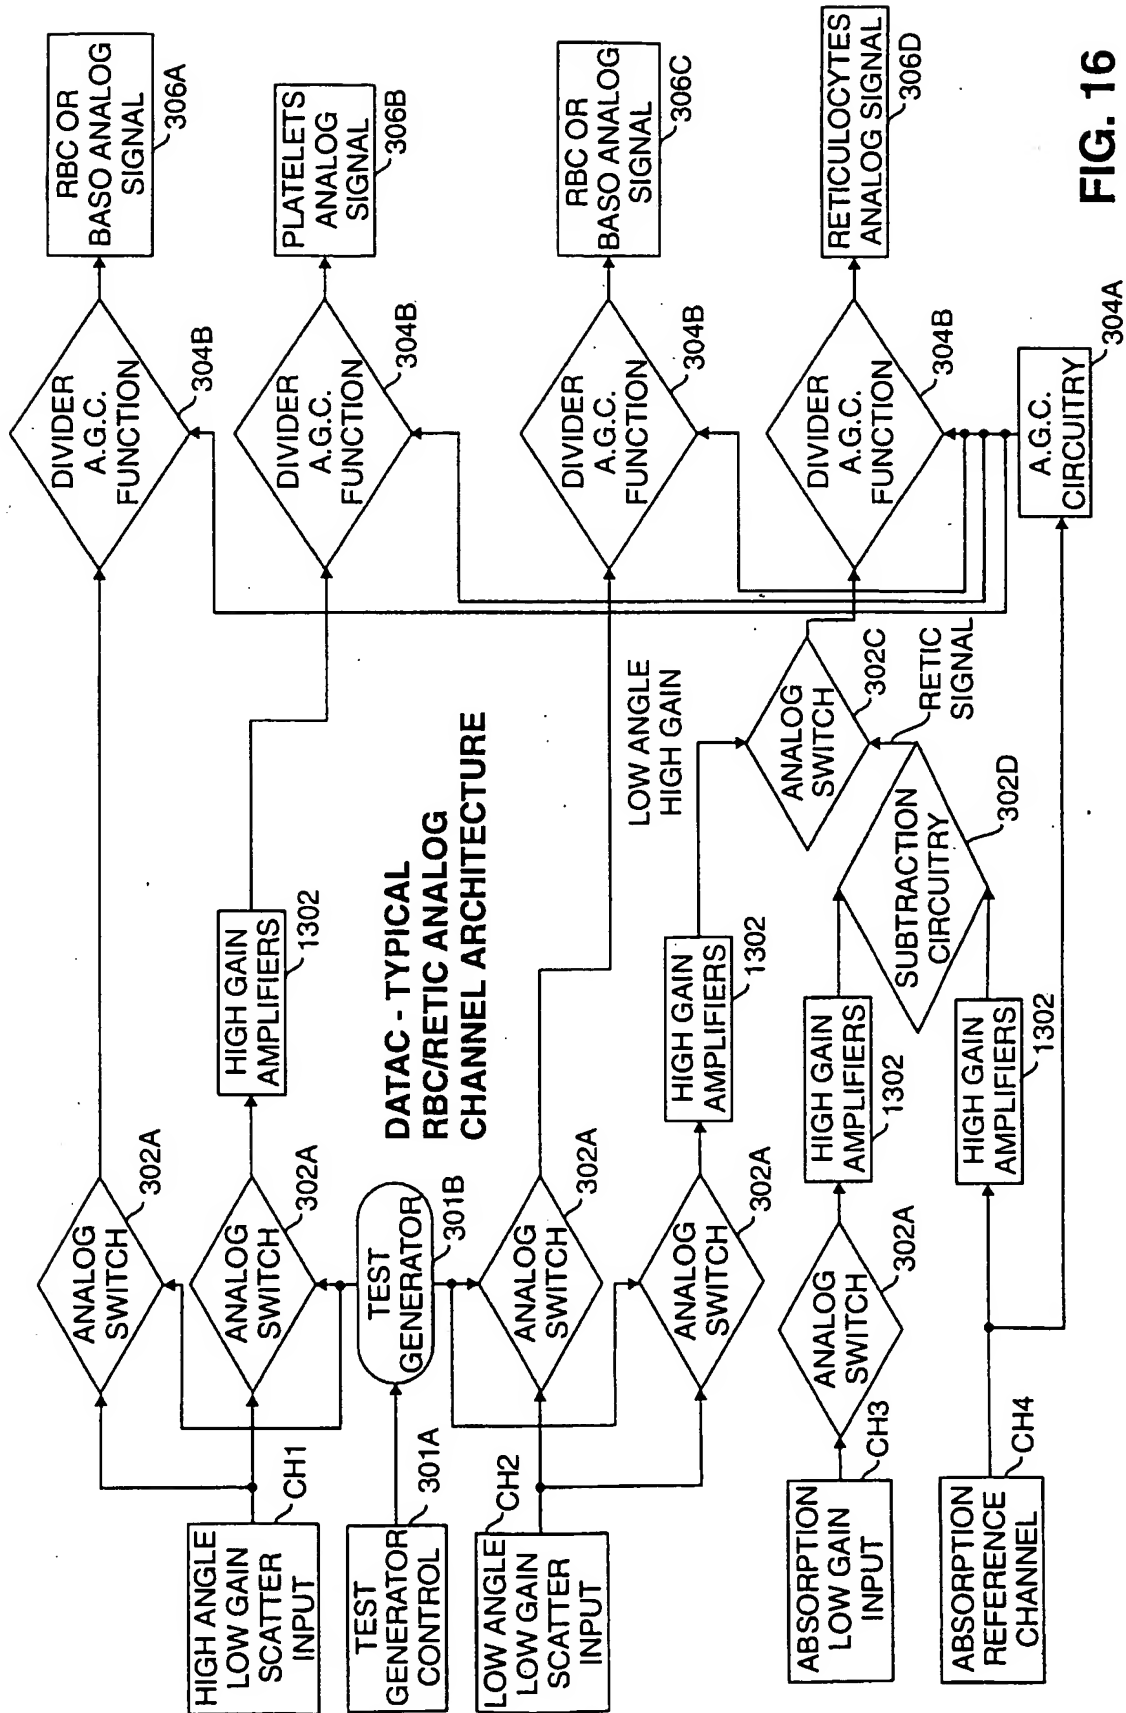 HIGH ANGLE
LOW GAIN
SCATTER
INPUT
CH1
TEST
GENERATOR
CONTROL
301A
LOW ANGLE
LOW GAIN
SCATTER
INPUT
CH2
ABSORPTION
LOW GAIN
INPUT
CH3
ABSORPTION
REFERENCE
CHANNEL
CH4
ANALOG
SWITCH
302A
ANALOG
SWITCH
302A
TEST
GENERATOR
301B
ANALOG
SWITCH
302A
ANALOG
SWITCH
302A
ANALOG
SWITCH
302A
HIGH GAIN
AMPLIFIERS
1302
DATAC - TYPICAL
RBC/RETIC ANALOG
CHANNEL ARCHITECTURE
HIGH GAIN
AMPLIFIERS
1302
HIGH GAIN
AMPLIFIERS
1302
HIGH GAIN
AMPLIFIERS
1302
LOW ANGLE
HIGH GAIN
SUBTRACTION
CIRCUITRY
302D
ANALOG
SWITCH
302C
RETIC
SIGNAL
DIVIDER
A.G.C.
FUNCTION
304B
DIVIDER
A.G.C.
FUNCTION
304B
DIVIDER
A.G.C.
FUNCTION
304B
DIVIDER
A.G.C.
FUNCTION
304B
A.G.C.
CIRCUITRY
304A
RBC OR
BASO ANALOG
SIGNAL
306A
PLATELETS
ANALOG
SIGNAL
306B
RBC OR
BASO ANALOG
SIGNAL
306C
RETICULOCYTES
ANALOG SIGNAL
306D
FIG. 16